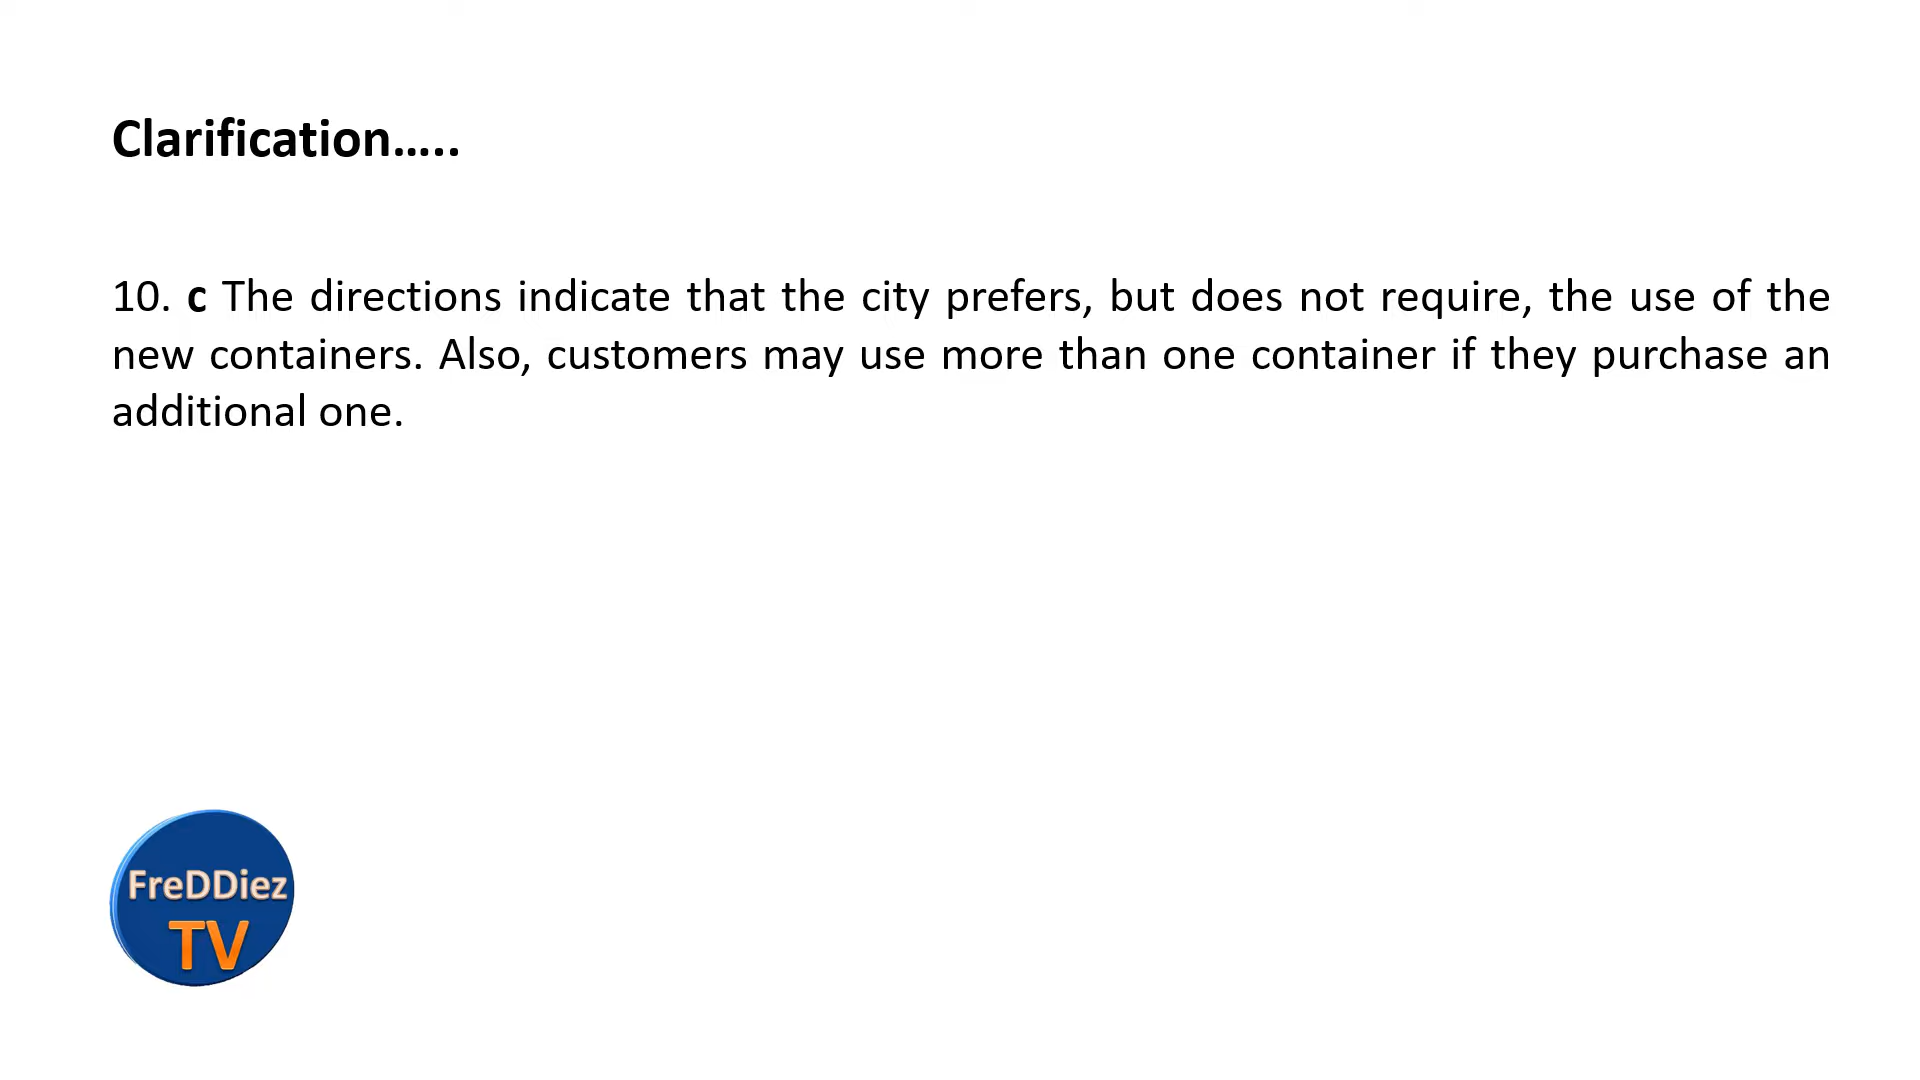 Clarification…..
10. c The directions indicate that the city prefers, but does not require, the use of the
new containers. Also, customers may use more than one container if they purchase an
additional one.
FreDDiez
TV